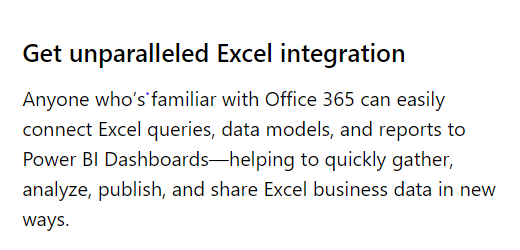 Get unparalleled Excel integration
Anyone who's familiar with Office 365 can easily
connect Excel queries, data models, and reports to
Power BI Dashboards—helping to quickly gather,
analyze, publish, and share Excel business data in new
ways.